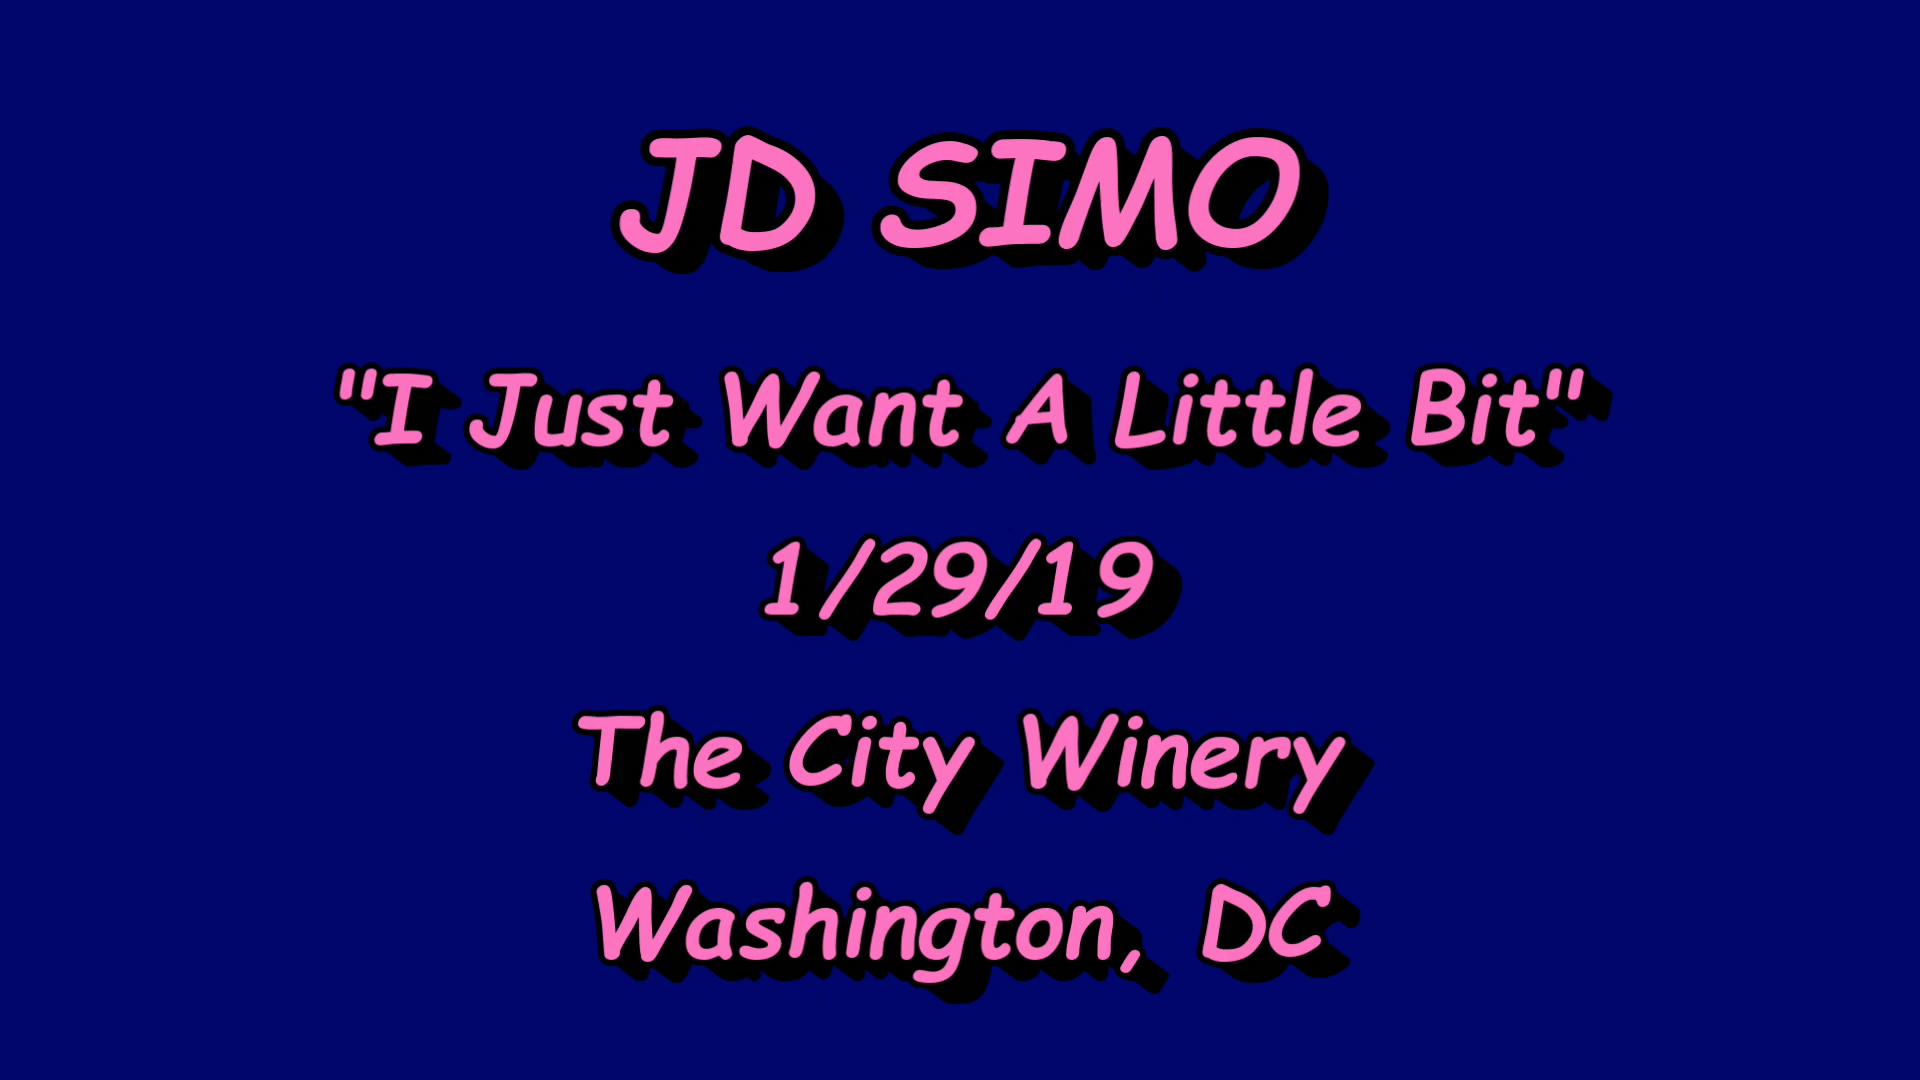 JD SIMO
"I Just Want A Little Bit"
1/29/19
The City Winery
Washington, DC